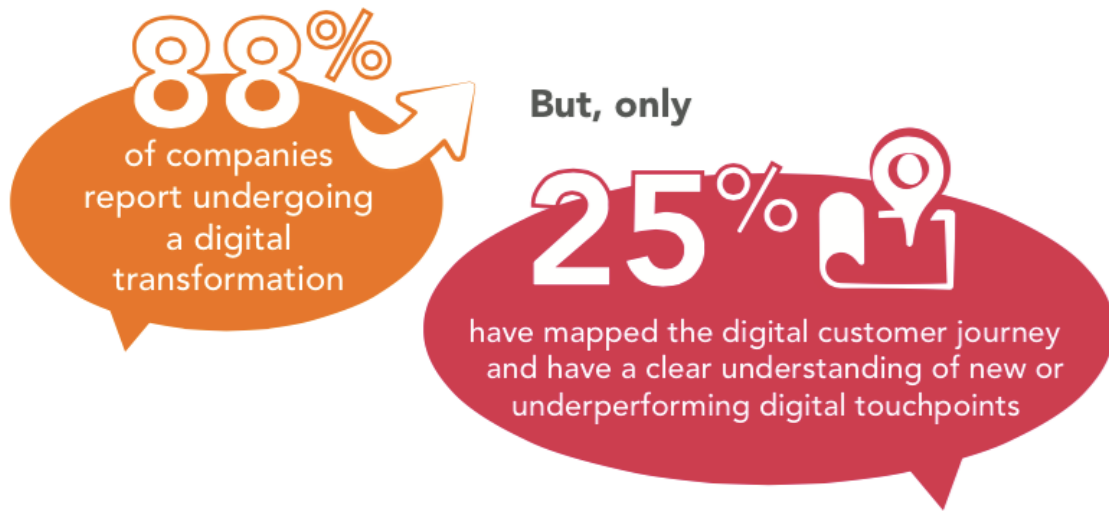 88%
of companies
report undergoing
a digital
transformation
But, only
25%
have mapped the digital customer journey
and have a clear understanding of new or
underperforming digital touchpoints